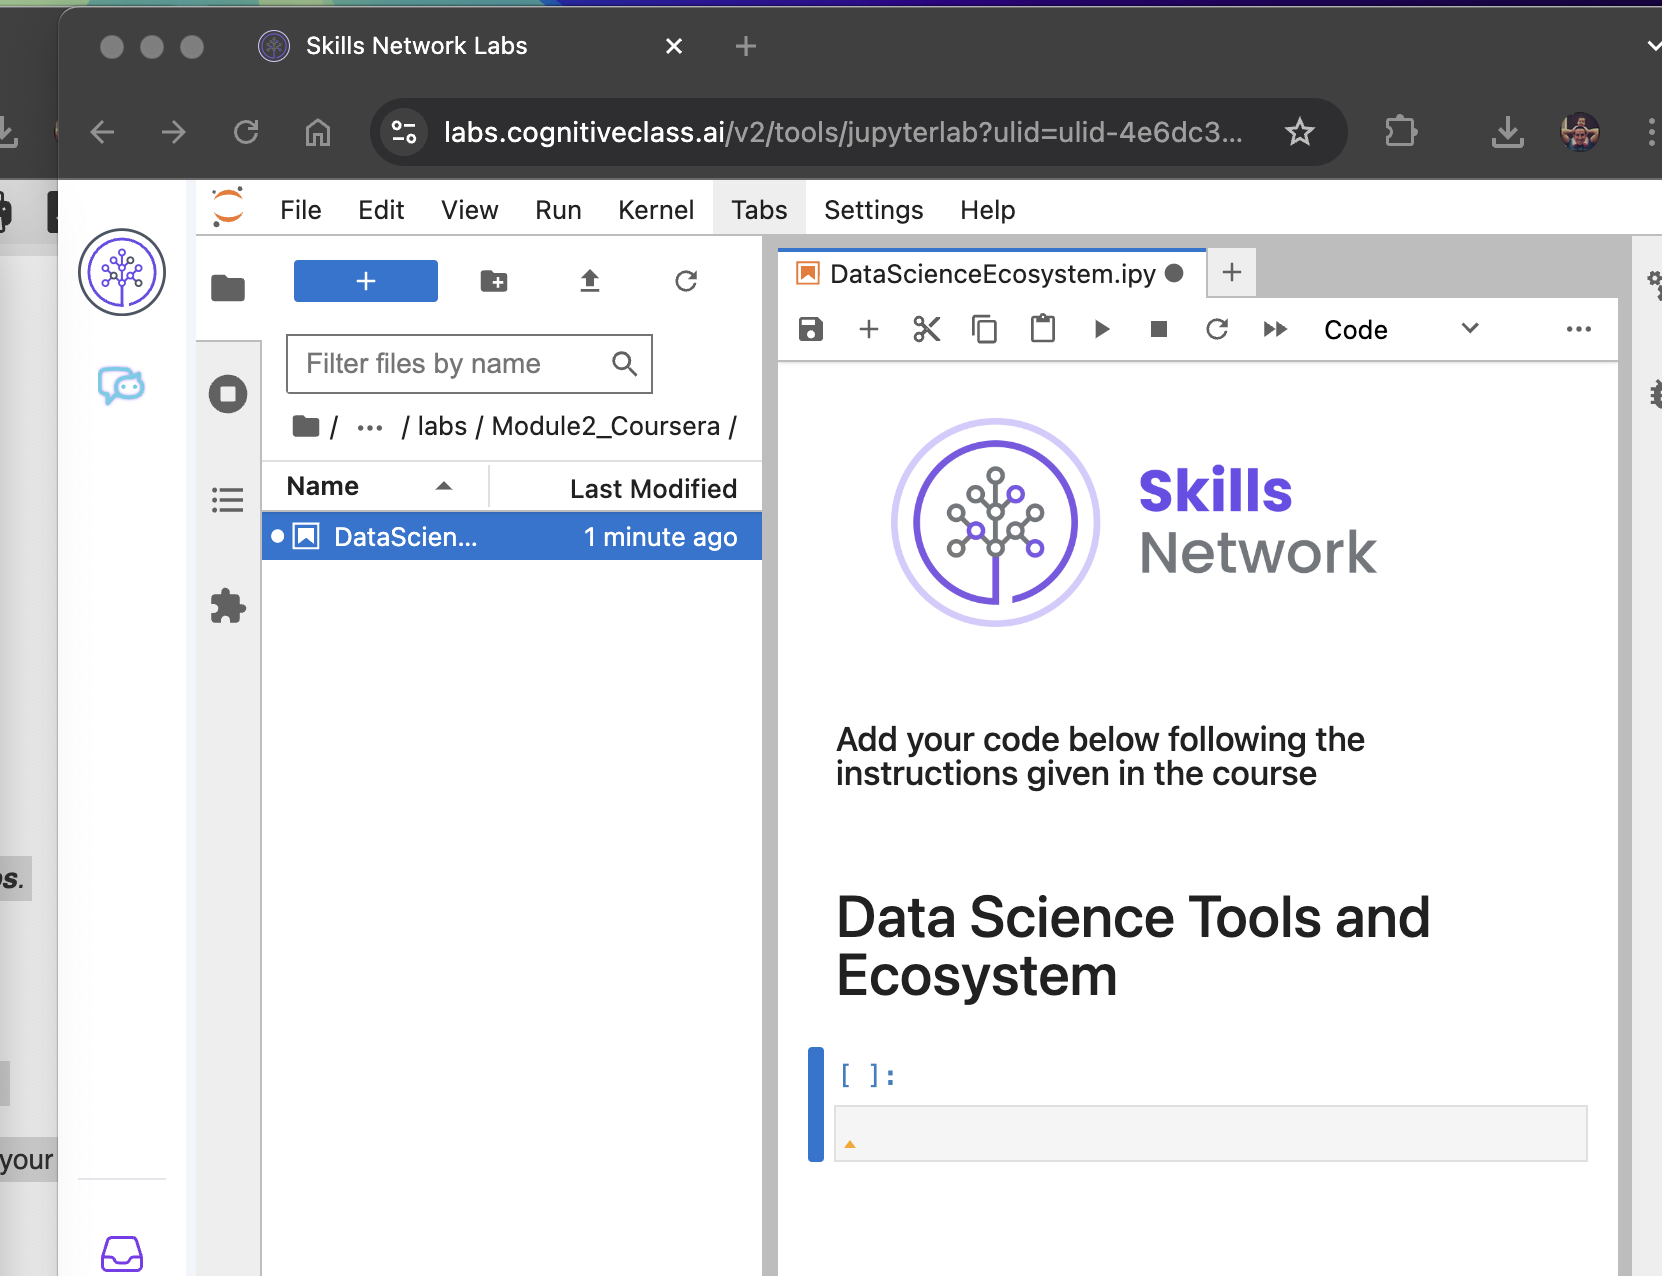 Skills Network Labs
labs.cognitiveclass.ai/v2/tools/jupyterlab?ulid=ulid-4e6dc3...
File Edit View Run Kernel Tabs Settings Help
DataScienceEcosystem.ipy
Filter files by name
Code
/ ... / labs / Module2_Coursera /
Name Last Modified
DataScien... 1 minute ago
Skills
Network
Add your code below following the
instructions given in the course
Data Science Tools and
Ecosystem
[ ]:
your